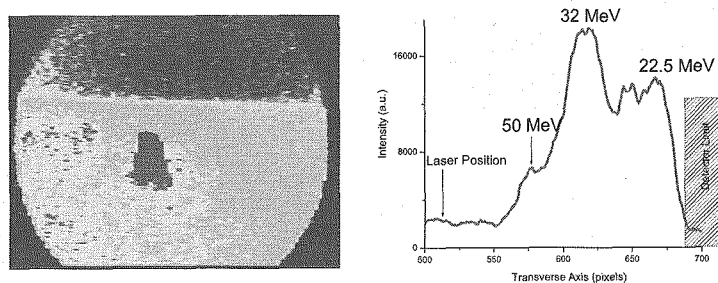 32 MeV
16000
22.5 MeV
Intensity (a.u.)
50 MeV
8000
Laser Position
Detector Limit
0
500 550 600 650 700
Transverse Axis (pixels)